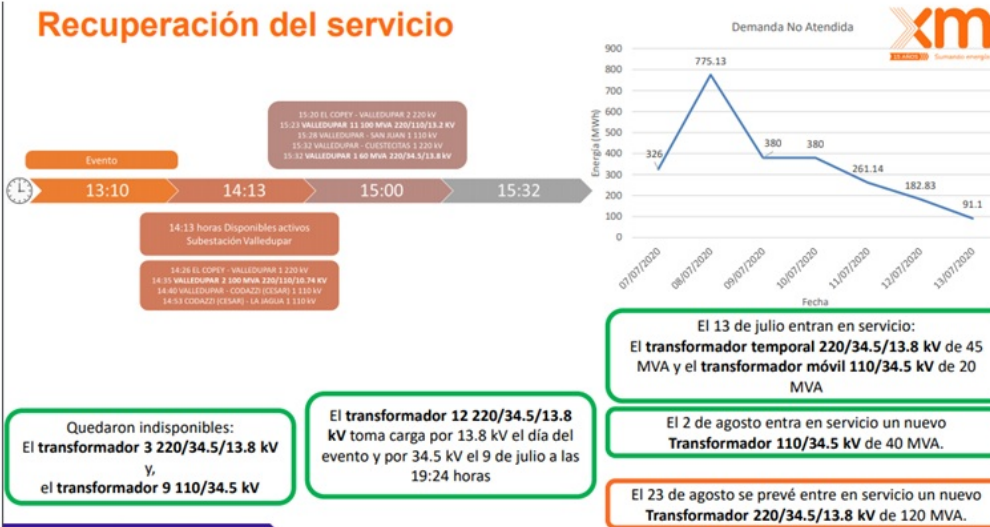 Recuperación del servicio
xm
15 AÑOS Sumando energía
15:20 EL COPEY - VALLEDUPAR 2 220 kV
15:23 VALLEDUPAR 11 100 MVA 220/110/13.2 KV
15:28 VALLEDUPAR - SAN JUAN 1 110 kV
15:32 VALLEDUPAR - CUESTECITAS 1 220 kV
15:32 VALLEDUPAR 1 60 MVA 220/34.5/13.8 kV
Evento
13:10
14:13
15:00
15:32
14:13 horas Disponibles activos
Subestación Valledupar
14:26 EL COPEY - VALLEDUPAR 1 220 kV
14:35 VALLEDUPAR 2 100 MVA 220/110/10.74 KV
14:40 VALLEDUPAR - CODAZZI (CESAR) 1 110 kV
14:53 CODAZZI (CESAR) - LA JAGUA 1 110 kV
Demanda No Atendida
Energía (MWh)
900
800
700
600
500
400
300
200
100
0
326
775.13
380
380
261.14
182.83
91.1
07/07/2020
08/07/2020
09/07/2020
10/07/2020
11/07/2020
12/07/2020
13/07/2020
Fecha
Quedaron indisponibles:
El transformador 3 220/34.5/13.8 kV
y,
el transformador 9 110/34.5 kV
El transformador 12 220/34.5/13.8
kV toma carga por 13.8 kV el día del
evento y por 34.5 kV el 9 de julio a las
19:24 horas
El 13 de julio entran en servicio:
El transformador temporal 220/34.5/13.8 kV de 45
MVA y el transformador móvil 110/34.5 kV de 20
MVA
El 2 de agosto entra en servicio un nuevo
Transformador 110/34.5 kV de 40 MVA.
El 23 de agosto se prevé entre en servicio un nuevo
Transformador 220/34.5/13.8 kV de 120 MVA.